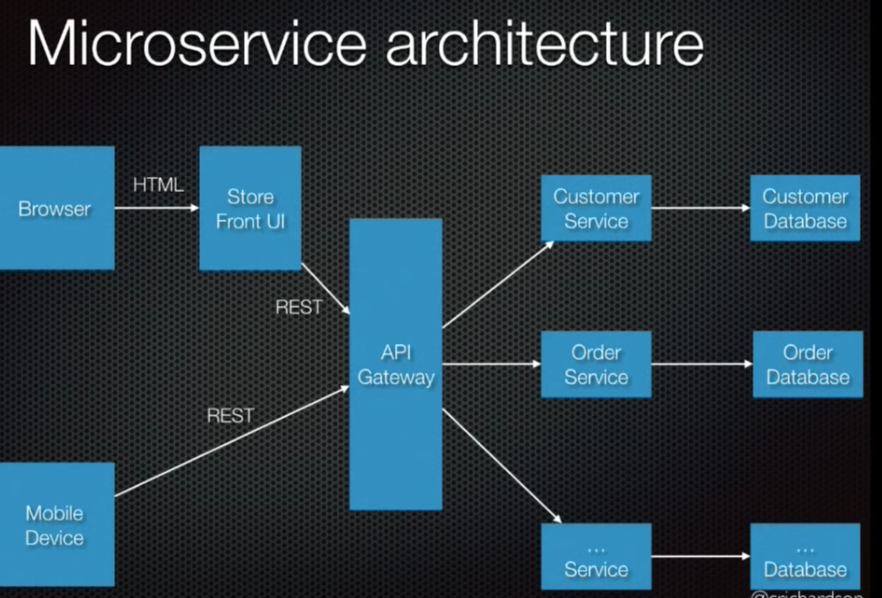 Microservice architecture
Browser
HTML
Store
Front UI
REST
REST
Mobile
Device
API
Gateway
Customer
Service
Customer
Database
Order
Service
Order
Database
...
Service
...
Database
@crichardson